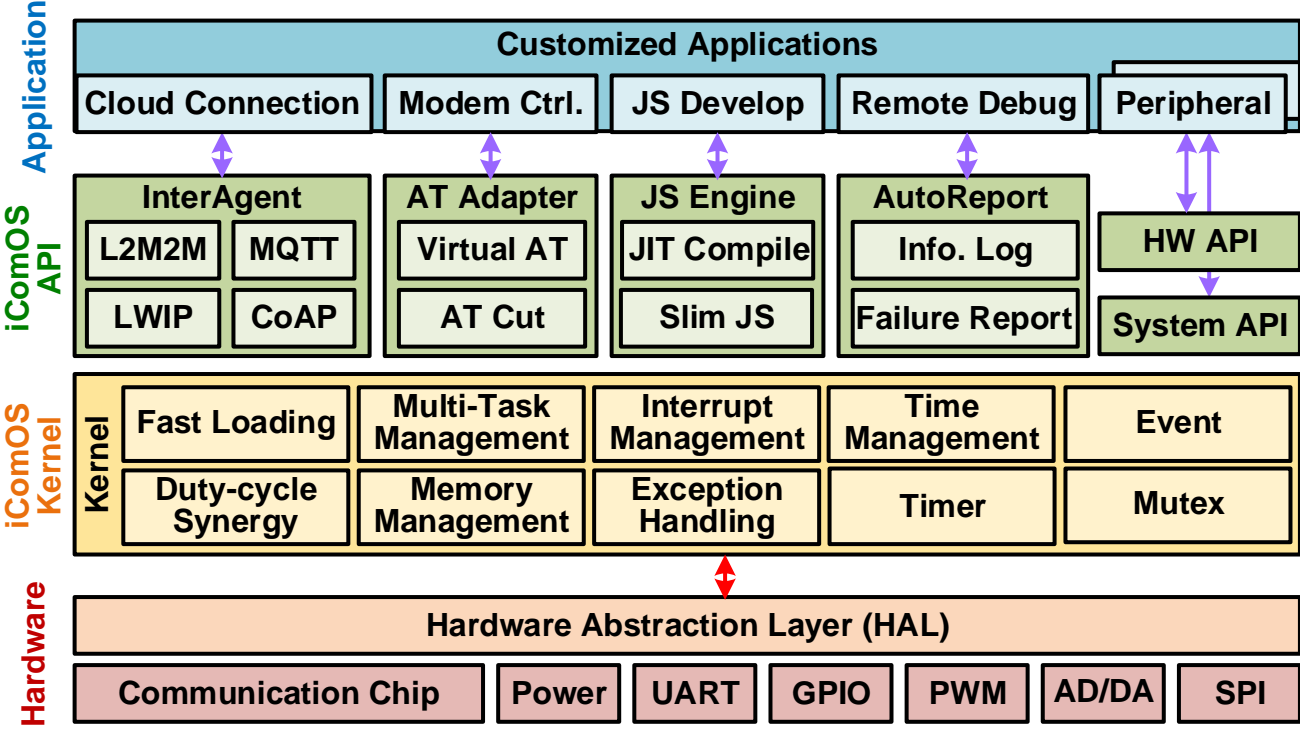 Application
Customized Applications
Cloud Connection
Modem Ctrl.
JS Develop
Remote Debug
Peripheral
iComOS
API
InterAgent
L2M2M
MQTT
LWIP
CoAP
AT Adapter
Virtual AT
AT Cut
JS Engine
JIT Compile
Slim JS
AutoReport
Info. Log
Failure Report
HW API
System API
iComOS
Kernel
Kernel
Fast Loading
Multi-Task
Management
Interrupt
Management
Time
Management
Event
Duty-cycle
Synergy
Memory
Management
Exception
Handling
Timer
Mutex
Hardware
Hardware Abstraction Layer (HAL)
Communication Chip
Power
UART
GPIO
PWM
AD/DA
SPI